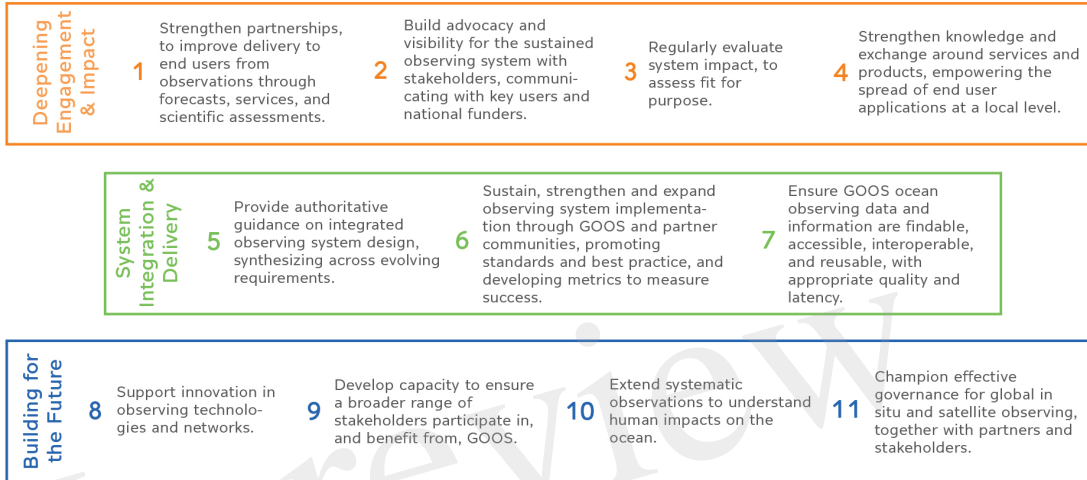 Deepening
Engagement
& Impact
1
Strengthen partnerships,
to improve delivery to
end users from
observations through
forecasts, services, and
scientific assessments.
2
Build advocacy and
visibility for the sustained
observing system with
stakeholders, communi-
cating with key users and
national funders.
3
Regularly evaluate
system impact, to
assess fit for
purpose.
4
Strengthen knowledge and
exchange around services and
products, empowering the
spread of end user
applications at a local level.
System
Integration &
Delivery
5
Provide authoritative
guidance on integrated
observing system design,
synthesizing across evolving
requirements.
6
Sustain, strengthen and expand
observing system implementa-
tion through GOOS and partner
communities, promoting
standards and best practice, and
developing metrics to measure
success.
7
Ensure GOOS ocean
observing data and
information are findable,
accessible, interoperable,
and reusable, with
appropriate quality and
latency.
Building for
the Future
8
Support innovation in
observing technolo-
gies and networks.
9
Develop capacity to ensure
a broader range of
stakeholders participate in,
and benefit from, GOOS.
10
Extend systematic
observations to understand
human impacts on the
ocean.
11
Champion effective
governance for global in
situ and satellite observing,
together with partners and
stakeholders.